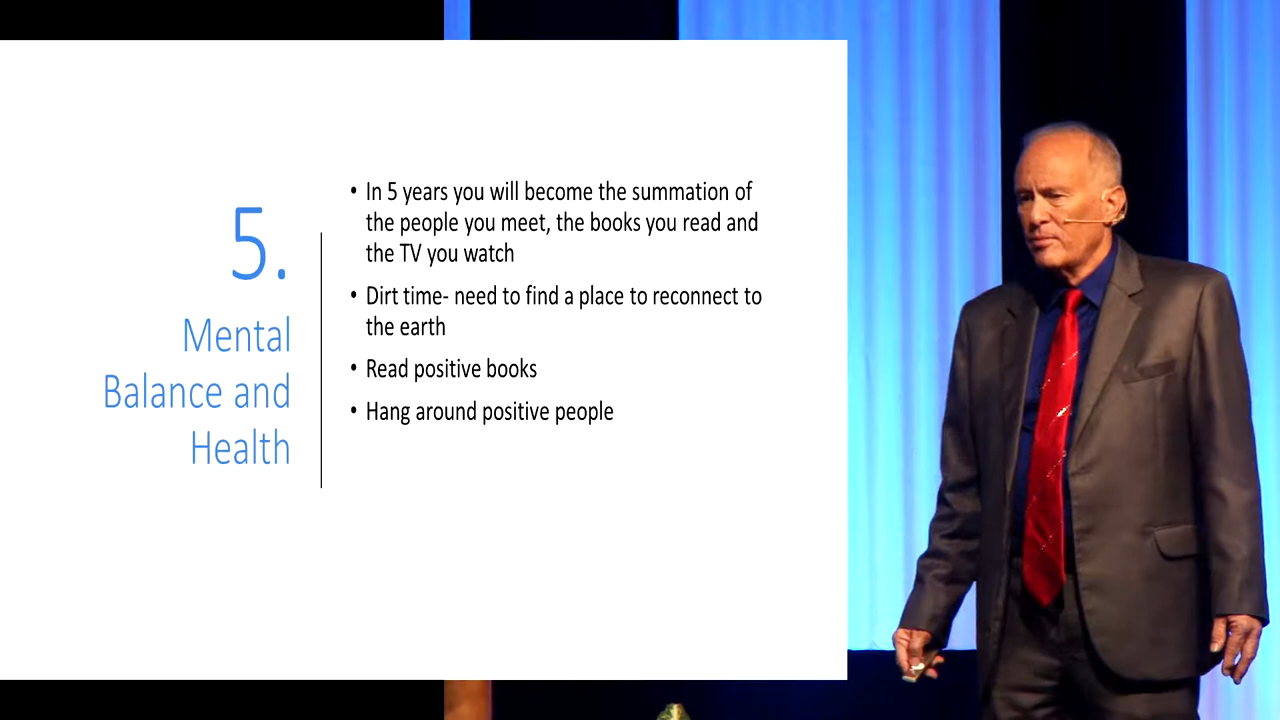 5.
Mental
Balance and
Health
• In 5 years you will become the summation of
the people you meet, the books you read and
the TV you watch
• Dirt time- need to find a place to reconnect to
the earth
• Read positive books
• Hang around positive people